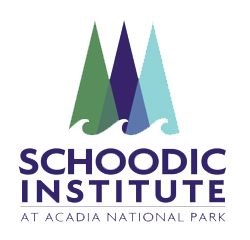 SCHOODIC
INSTITUTE
AT ACADIA NATIONAL PARK